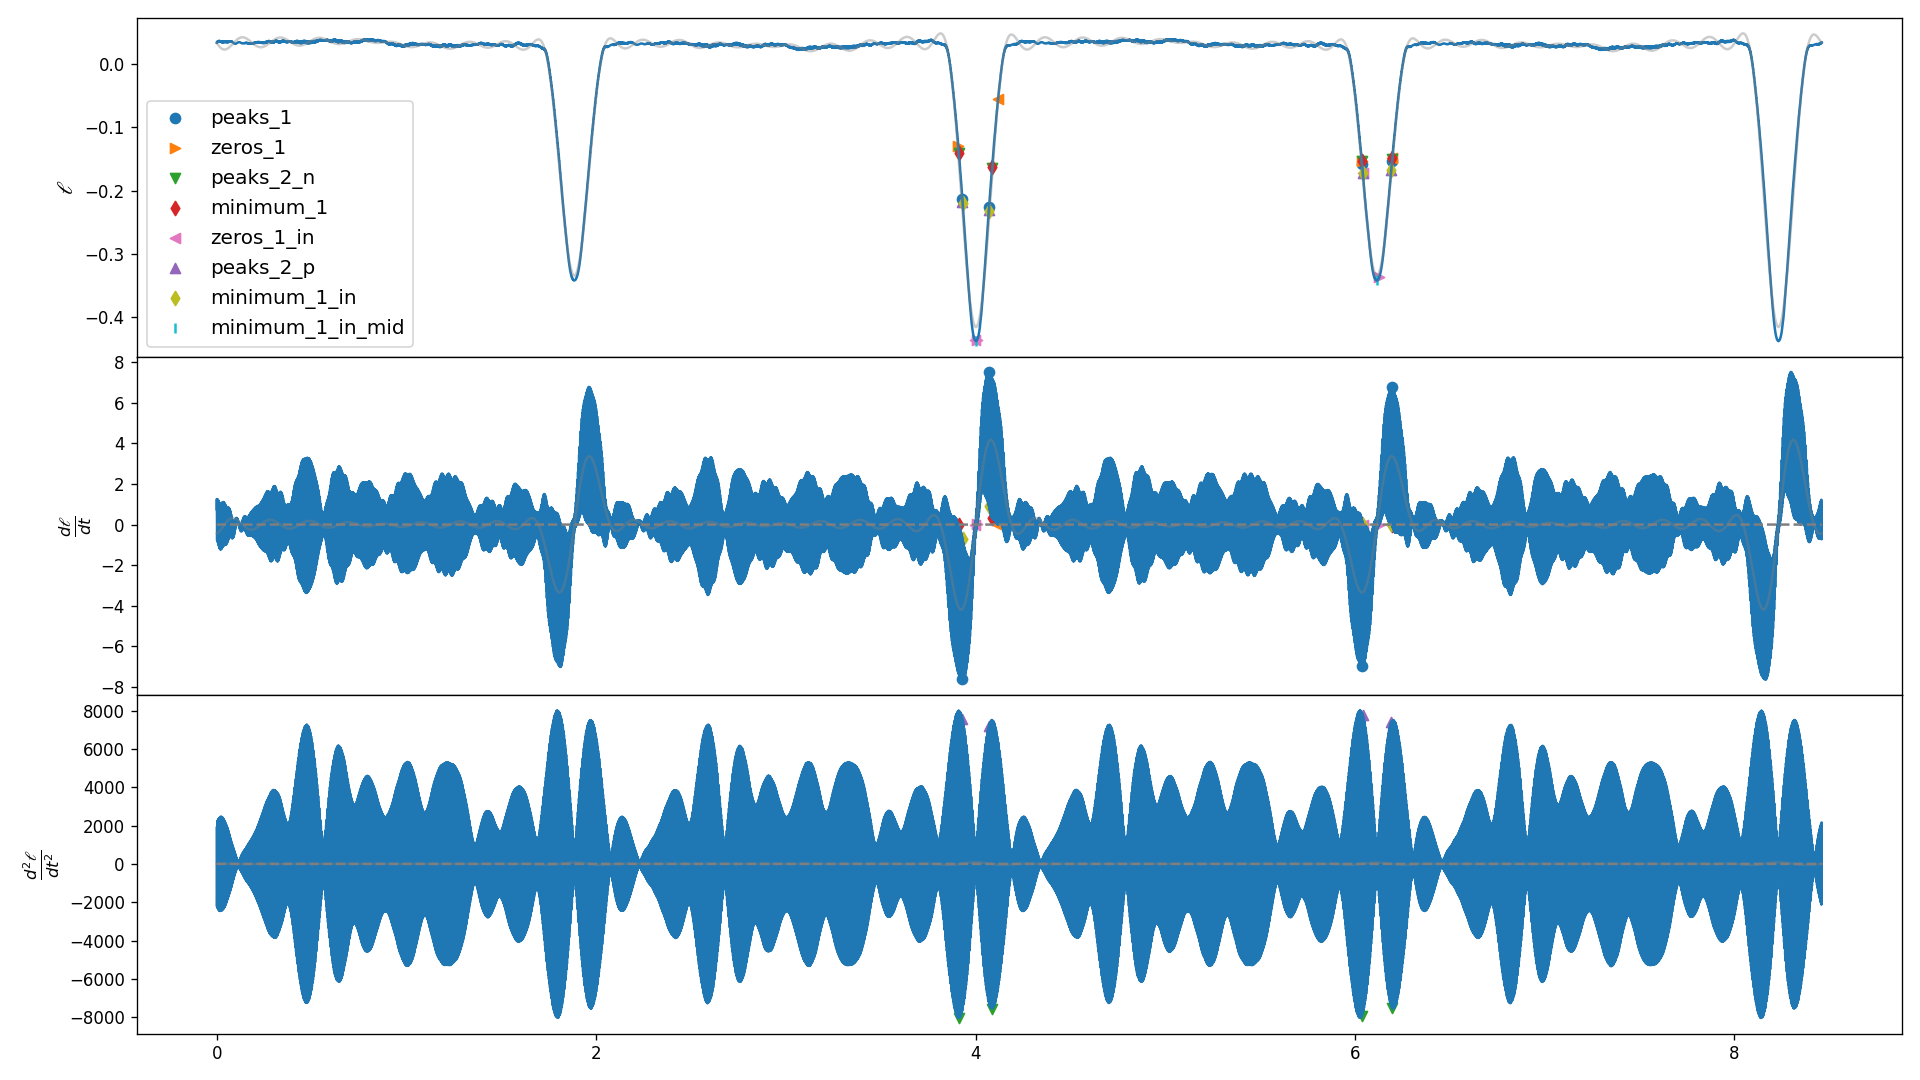 0.0
−0.1
−0.2
−0.3
−0.4
ℓ
peaks_1
zeros_1
peaks_2_n
minimum_1
zeros_1_in
peaks_2_p
minimum_1_in
minimum_1_in_mid
8
6
4
2
0
−2
−4
−6
−8
dℓ
dt
8000
6000
4000
2000
0
−2000
−4000
−6000
−8000
d²ℓ
dt²
0 2 4 6 8